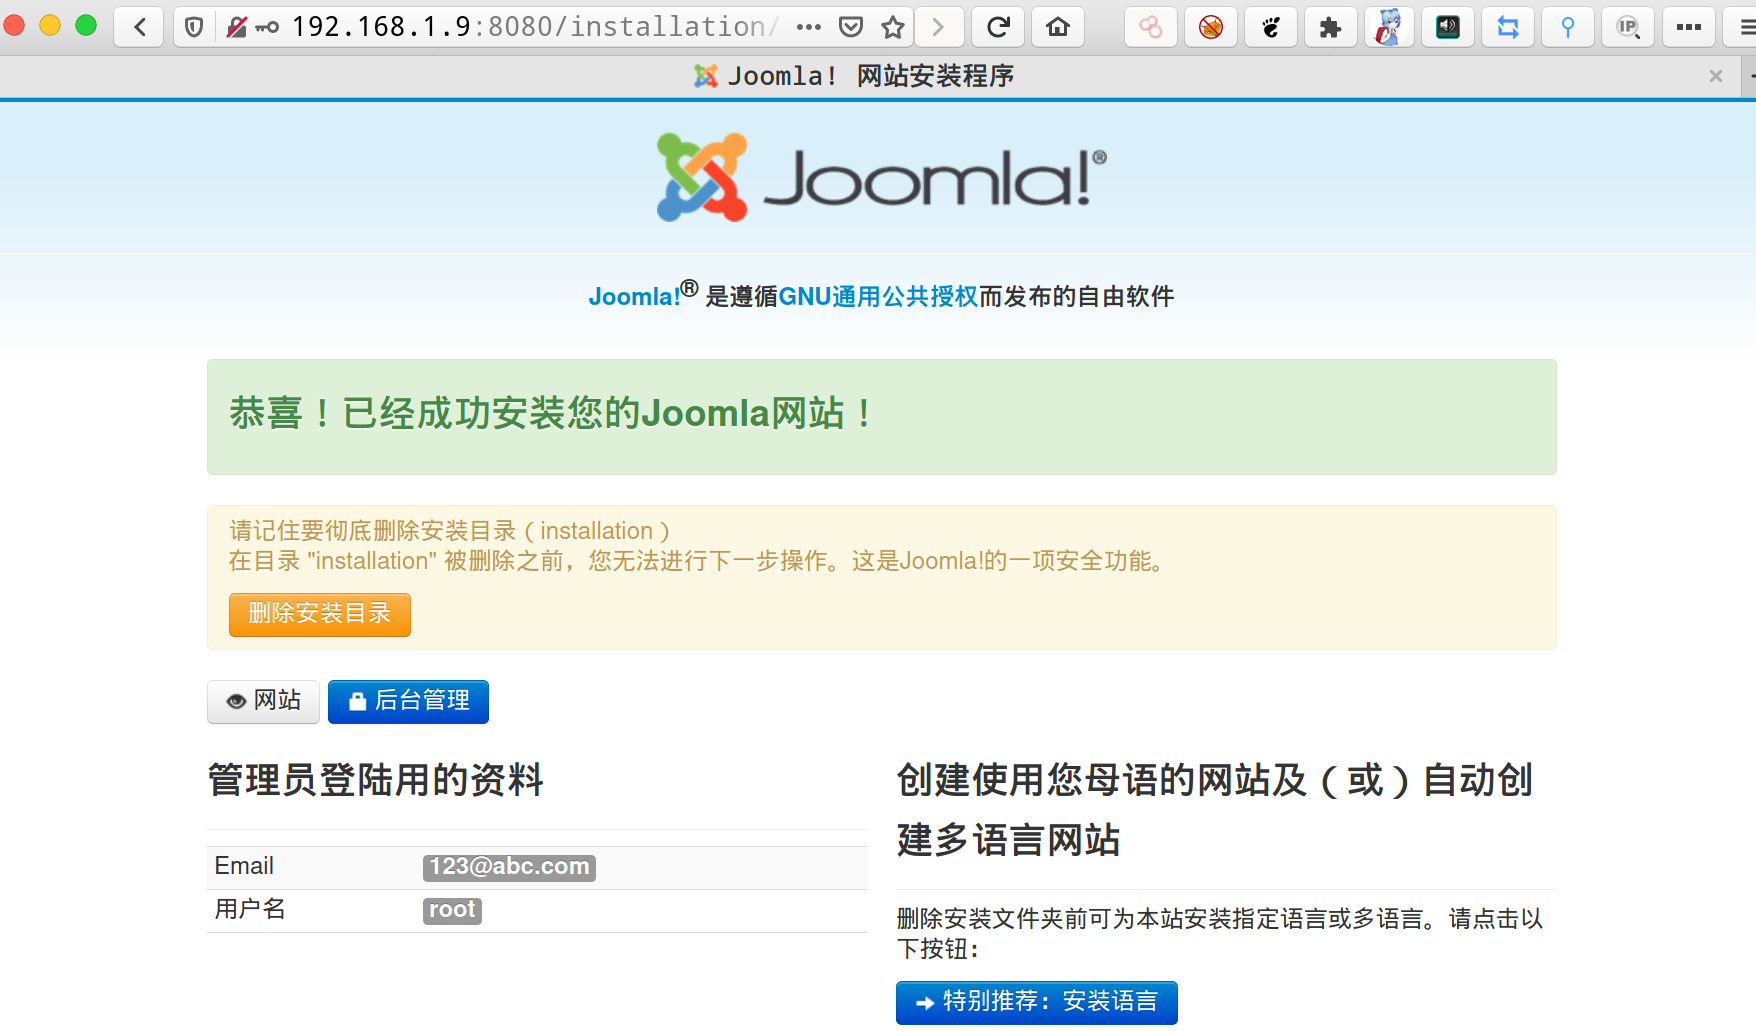 192.168.1.9:8080/installation/
IP
Joomla! 网站安装程序
Joomla!®
Joomla!® 是遵循GNU通用公共授权而发布的自由软件
恭喜！已经成功安装您的Joomla网站！
请记住要彻底删除安装目录（installation）
在目录 "installation" 被删除之前，您无法进行下一步操作。这是Joomla!的一项安全功能。
删除安装目录
网站
后台管理
管理员登陆用的资料
Email 123@abc.com
用户名 root
创建使用您母语的网站及（或）自动创
建多语言网站
删除安装文件夹前可为本站安装指定语言或多语言。请点击以
下按钮：
特别推荐：安装语言